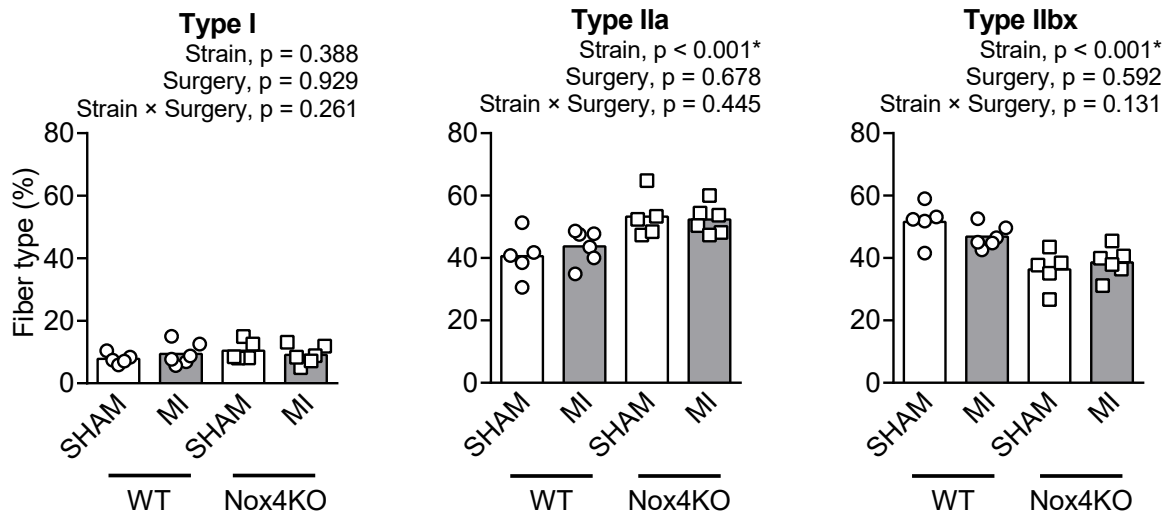 Type I
Strain, p = 0.388
Surgery, p = 0.929
Strain × Surgery, p = 0.261
Fiber type (%)
80
60
40
20
0
SHAM
MI
SHAM
MI
WT
Nox4KO
Type IIa
Strain, p < 0.001*
Surgery, p = 0.678
Strain × Surgery, p = 0.445
80
60
40
20
0
SHAM
MI
SHAM
MI
WT
Nox4KO
Type IIbx
Strain, p < 0.001*
Surgery, p = 0.592
Strain × Surgery, p = 0.131
80
60
40
20
0
SHAM
MI
SHAM
MI
WT
Nox4KO